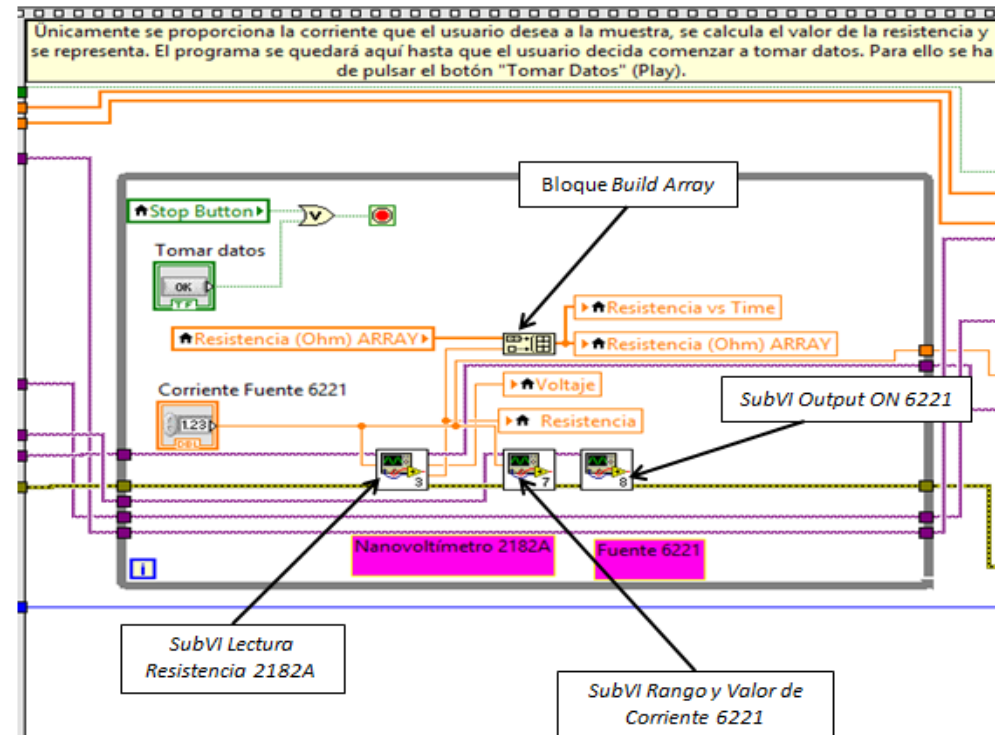 Únicamente se proporciona la corriente que el usuario desea a la muestra, se calcula el valor de la resistencia y
se representa. El programa se quedará aquí hasta que el usuario decida comenzar a tomar datos. Para ello se ha
de pulsar el botón "Tomar Datos" (Play).
Bloque Build Array
Stop Button
V
Tomar datos
OK
TF
Resistencia vs Time
Resistencia (Ohm) ARRAY
Resistencia (Ohm) ARRAY
Voltaje
Corriente Fuente 6221
SubVI Output ON 6221
1.23
DBL
Resistencia
3
7
8
Nanovoltímetro 2182A
Fuente 6221
i
SubVI Lectura
Resistencia 2182A
SubVI Rango y Valor de
Corriente 6221